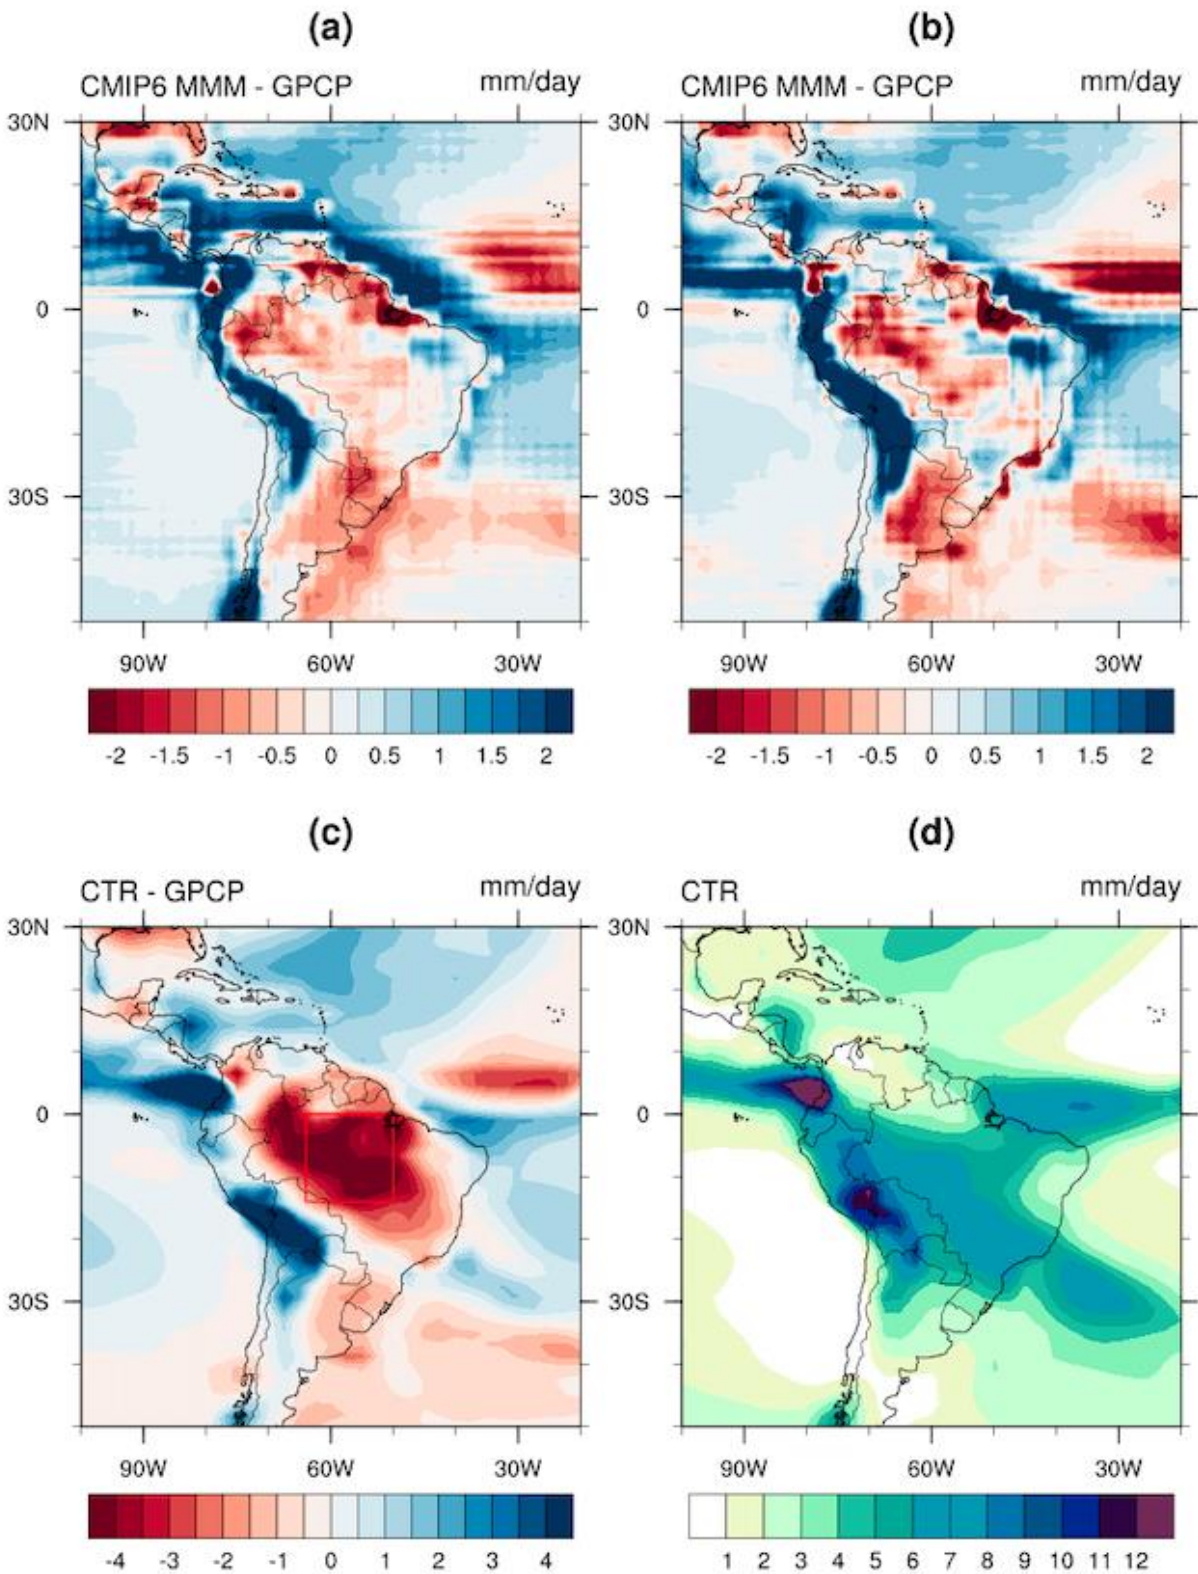 (a) (b)
CMIP6 MMM - GPCP mm/day CMIP6 MMM - GPCP mm/day
30N
0 0
30S 30S
90W 60W 30W 90W 60W 30W
-2 -1.5 -1 -0.5 0 0.5 1 1.5 2 -2 -1.5 -1 -0.5 0 0.5 1 1.5 2
(c) (d)
CTR - GPCP mm/day CTR mm/day
30N 30N
0 0
30S 30S
90W 60W 30W 90W 60W 30W
-4 -3 -2 -1 0 1 2 3 4 1 2 3 4 5 6 7 8 9 10 11 12